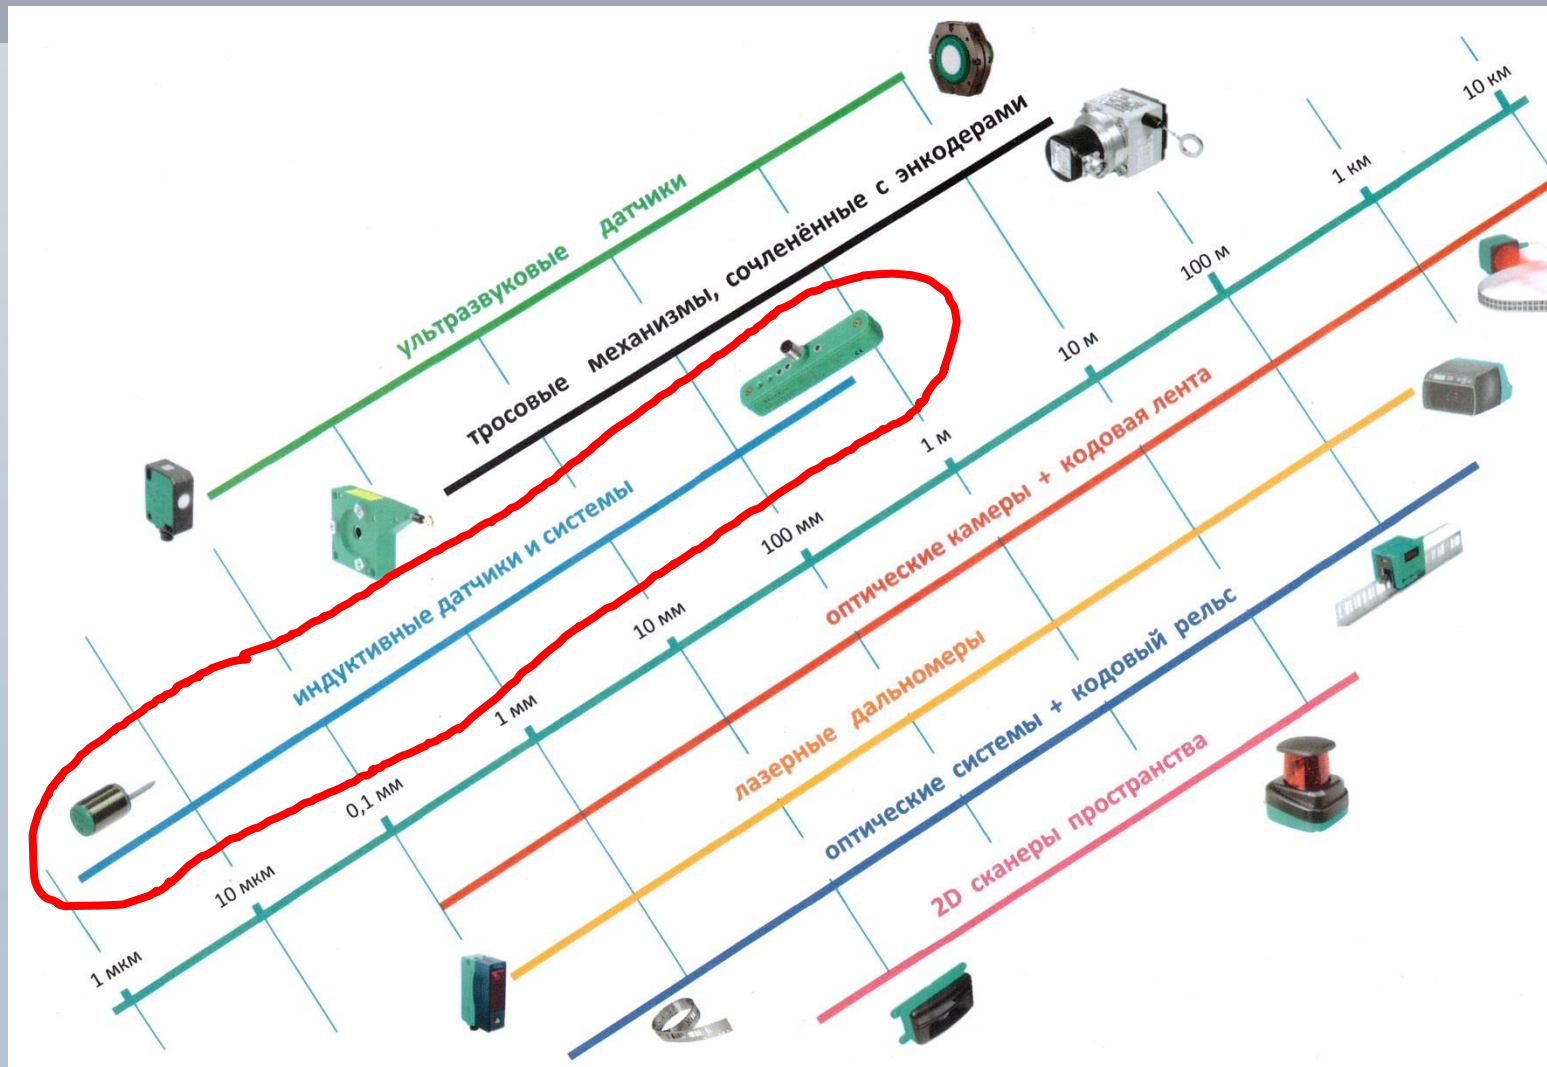 ультразвуковые датчики
тросовые механизмы, сочленённые с энкодерами
индуктивные датчики и системы
1 мкм
10 мкм
0,1 мм
1 мм
10 мм
100 мм
1 м
10 м
100 м
1 км
10 км
оптические камеры + кодовая лента
лазерные дальномеры
оптические системы + кодовый рельс
2D сканеры пространства